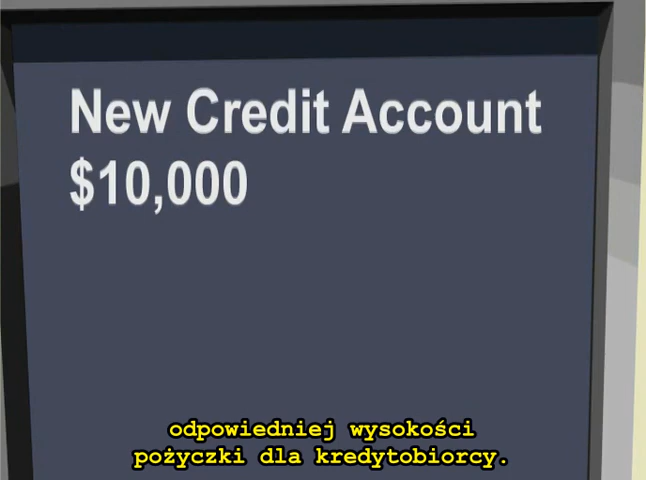 New Credit Account
$10,000
odpowiedniej wysokości
pożyczki dla kredytobiorcy.